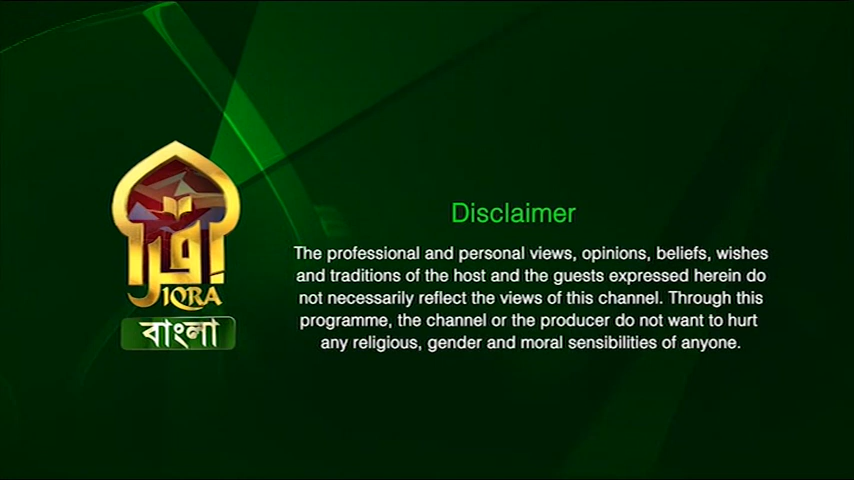 IQRA
বাংলা
Disclaimer
The professional and personal views, opinions, beliefs, wishes
and traditions of the host and the guests expressed herein do
not necessarily reflect the views of this channel. Through this
programme, the channel or the producer do not want to hurt
any religious, gender and moral sensibilities of anyone.